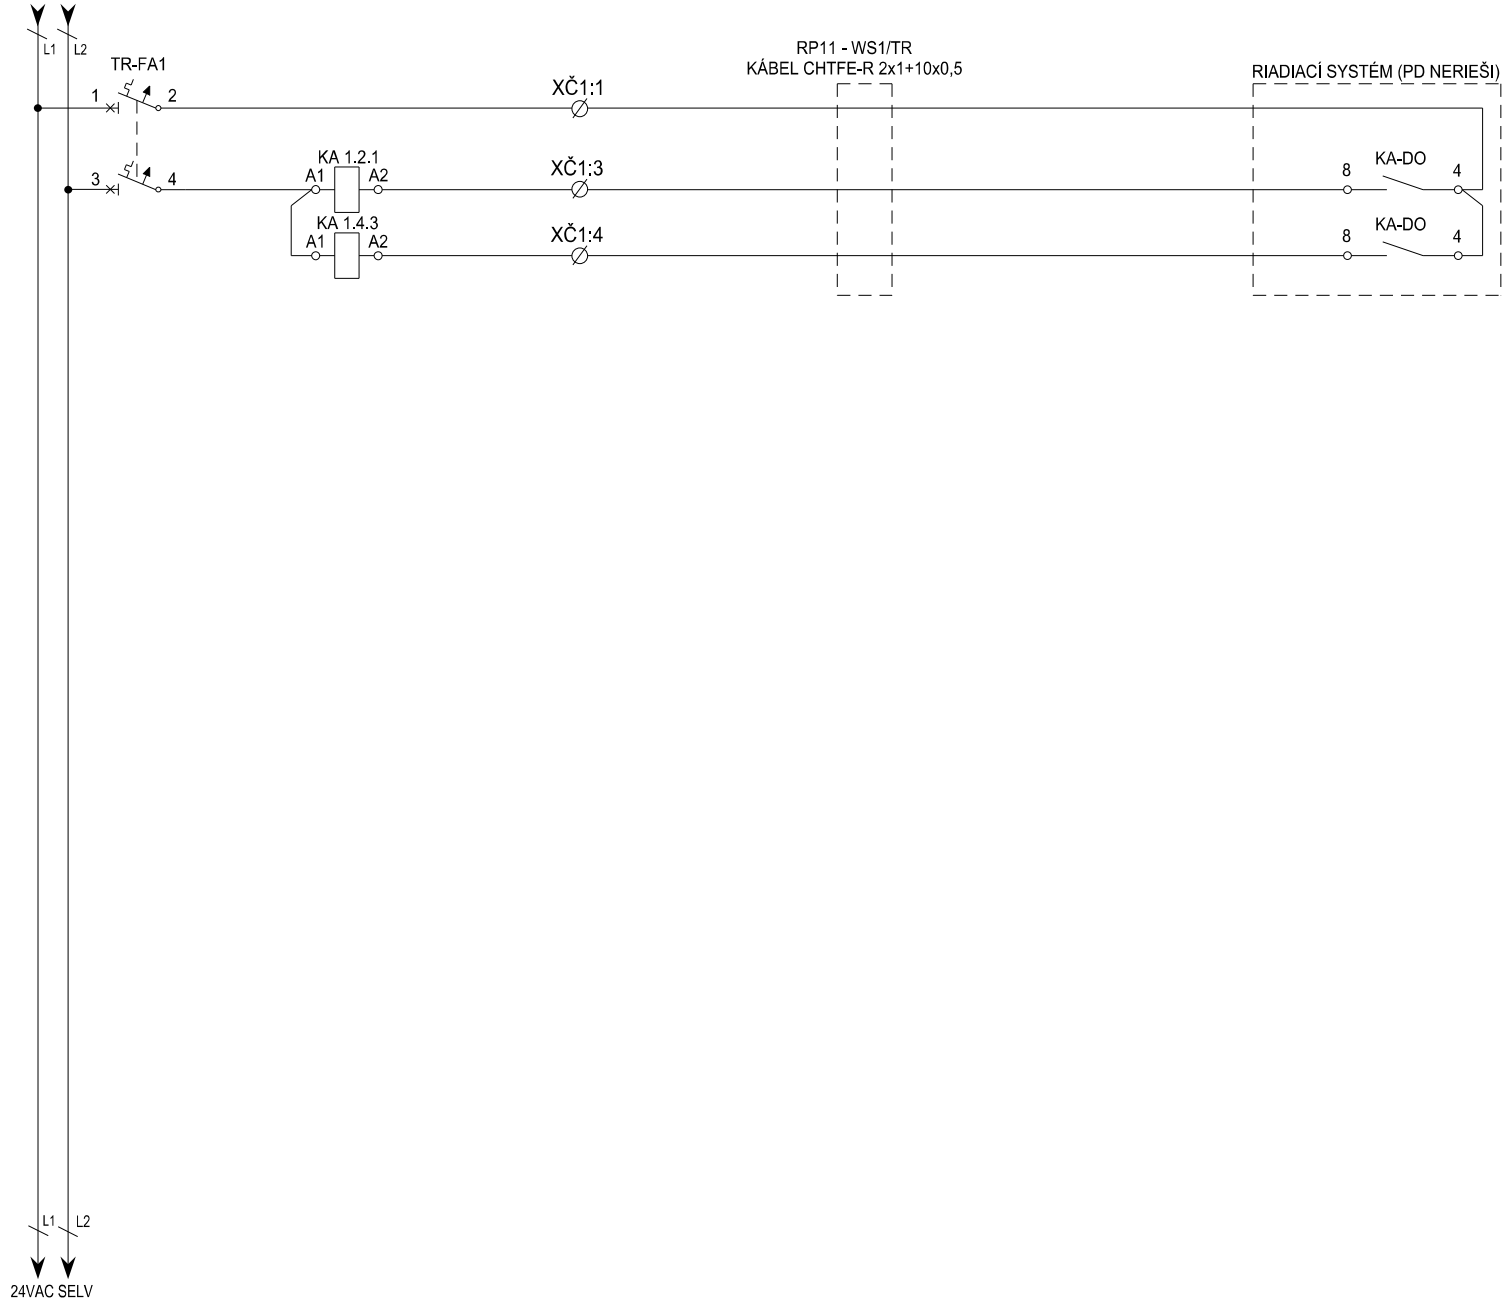 L1 L2
TR-FA1
1 2
XČ1:1
RP11 - WS1/TR
KÁBEL CHTFE-R 2x1+10x0,5
RIADIACÍ SYSTÉM (PD NERIEŠI)
3 4
KA 1.2.1
A1 A2
XČ1:3
8 KA-DO 4
KA 1.4.3
A1 A2
XČ1:4
8 KA-DO 4
L1 L2
24VAC SELV